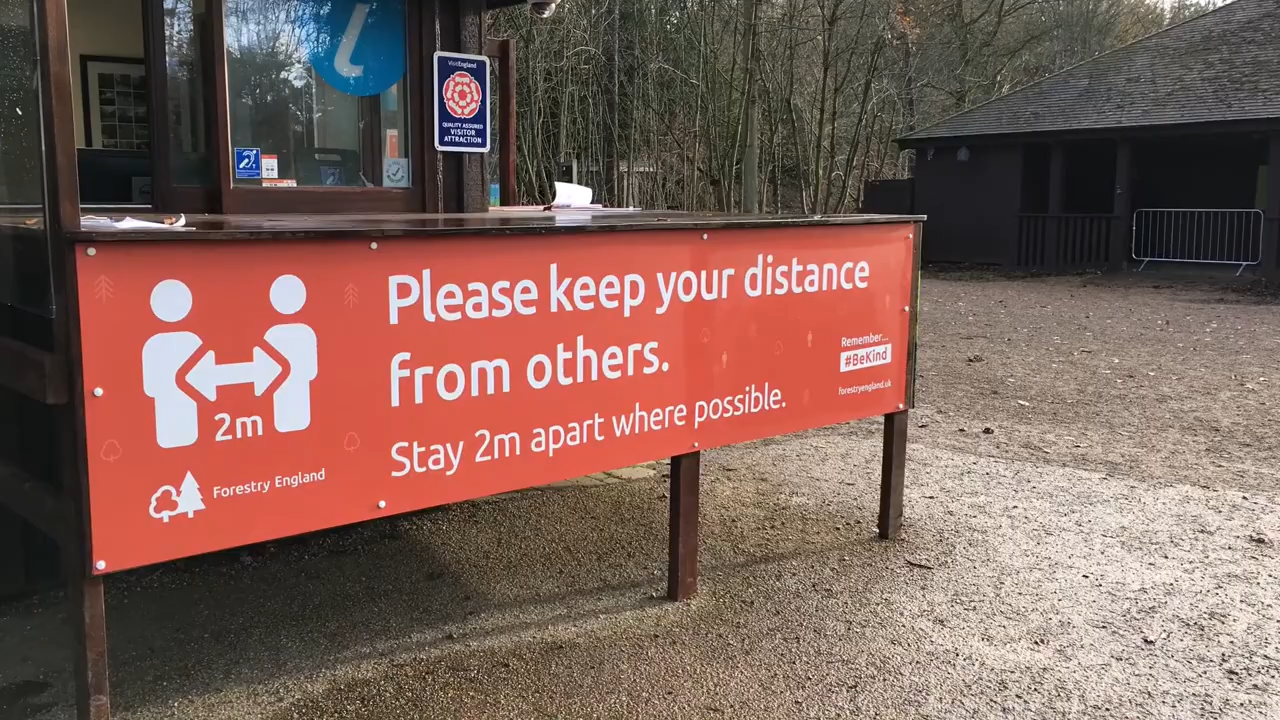 i
VisitEngland
QUALITY ASSURED
VISITOR
ATTRACTION
Please keep your distance
from others.
Stay 2m apart where possible.
2m
Forestry England
Remember...
#BeKind
forestryengland.uk